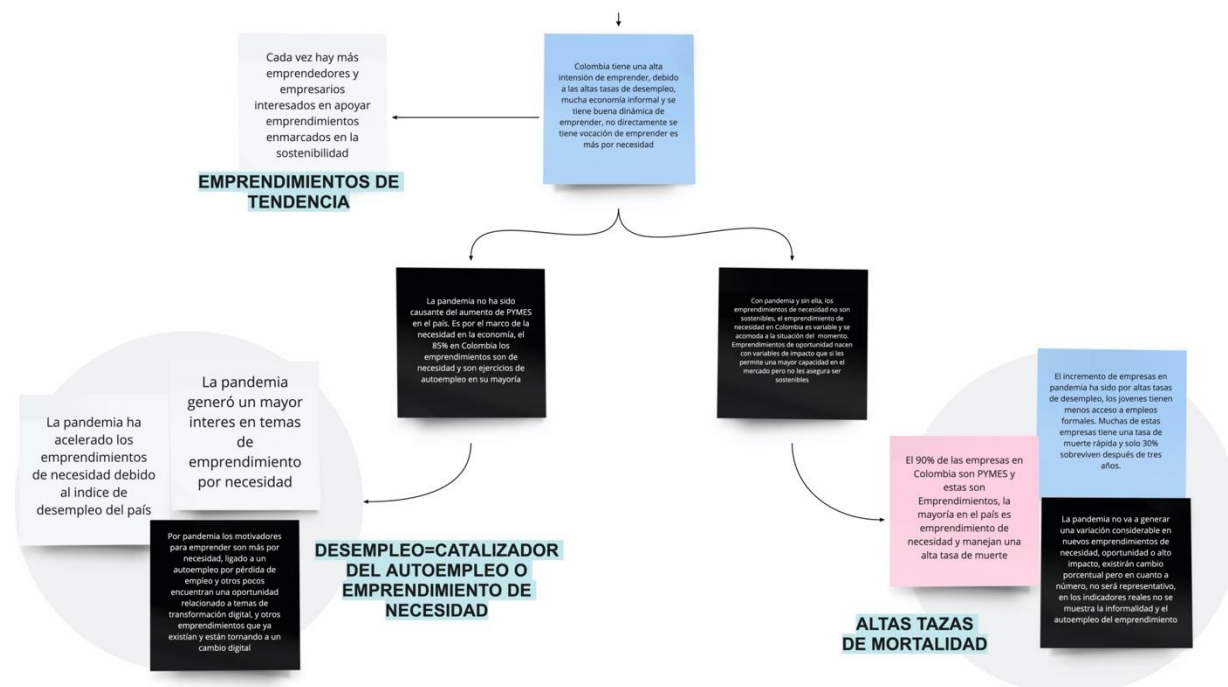 Cada vez hay más
emprendedores y
empresarios
interesados en apoyar
emprendimientos
enmarcados en la
sostenibilidad
EMPRENDIMIENTOS DE
TENDENCIA
Colombia tiene una alta
intensión de emprender, debido
a las altas tasas de desempleo,
mucha economía informal y se
tiene buena dinámica de
emprender, no directamente se
tiene vocación de emprender es
más por necesidad
La pandemia no ha sido
causante del aumento de PYMES
en el país. Es por el marco de la
necesidad en la economía, el
85% en Colombia los
emprendimientos son de
necesidad y son ejercicios de
autoempleo en su mayoría
Con pandemia y sin ella, los
emprendimientos de necesidad no son
sostenibles, el emprendimiento de
necesidad en Colombia es variable y se
acomoda a la situación del momento.
Emprendimientos de oportunidad nacen
con variables de impacto que si les
permite una mayor capacidad en el
mercado pero no les asegura ser
sostenibles
La pandemia ha
acelerado los
emprendimientos
de necesidad debido
al indice de
desempleo del país
La pandemia
generó un mayor
interes en temas
de
emprendimiento
por necesidad
Por pandemia los motivadores
para emprender son más por
necesidad, ligado a un
autoempleo por pérdida de
empleo y otros pocos
encuentran una oportunidad
relacionado a temas de
transformación digital, y otros
emprendimientos que ya
existían y están tornando a un
cambio digital
DESEMPLEO=CATALIZADOR
DEL AUTOEMPLEO O
EMPRENDIMIENTO DE
NECESIDAD
El 90% de las empresas en
Colombia son PYMES y
estas son
Emprendimientos, la
mayoría en el país es
emprendimiento de
necesidad y manejan una
alta tasa de muerte
El incremento de empresas en
pandemia ha sido por altas tasas
de desempleo, los jovenes tienen
menos acceso a empleos
formales. Muchas de estas
empresas tiene una tasa de
muerte rápida y solo 30%
sobreviven después de tres
años.
La pandemia no va a generar
una variación considerable en
nuevos emprendimientos de
necesidad, oportunidad o alto
impacto, existirán cambio
porcentual pero en cuanto a
número, no será representativo,
en los indicadores reales no se
muestra la informalidad y el
autoempleo del emprendimiento
ALTAS TAZAS
DE MORTALIDAD